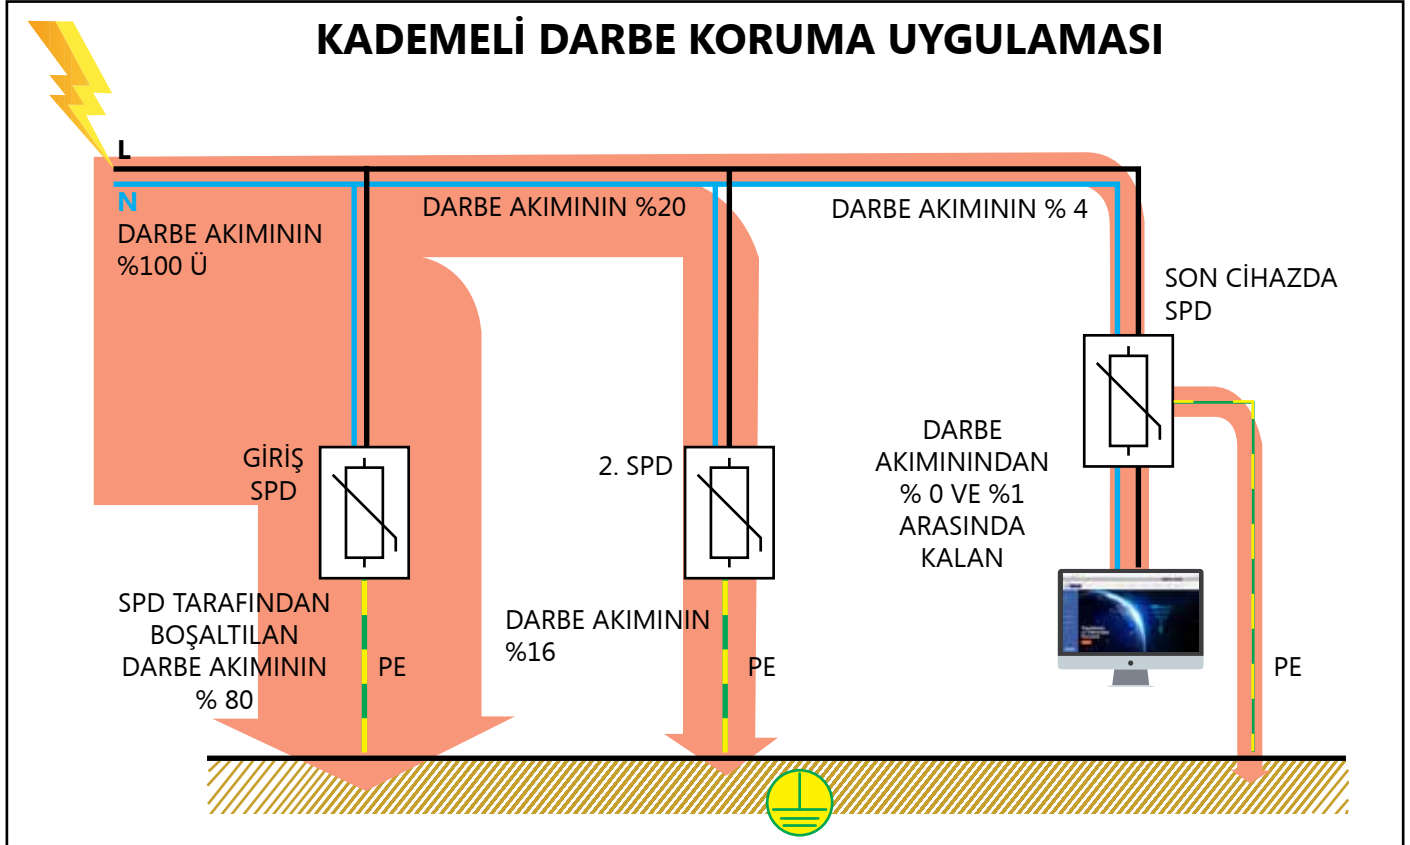 KADEMELİ DARBE KORUMA UYGULAMASI
L
N
DARBE AKIMININ
%100 Ü
DARBE AKIMININ %20
DARBE AKIMININ % 4
SON CİHAZDA
SPD
GİRİŞ
SPD
2. SPD
DARBE
AKIMININDAN
% 0 VE %1
ARASINDA
KALAN
SPD TARAFINDAN
BOŞALTILAN
DARBE AKIMININ
% 80
PE
DARBE AKIMININ
%16
PE
PE